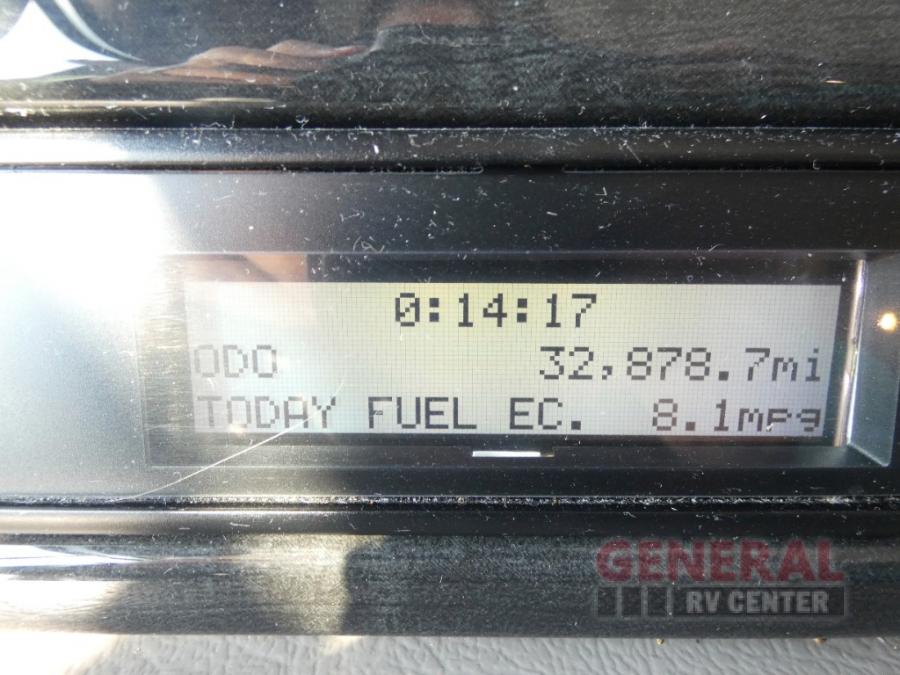 0:14:17
ODO 32,878.7mi
TODAY FUEL EC. 8.1mpg
GENERAL
RV CENTER